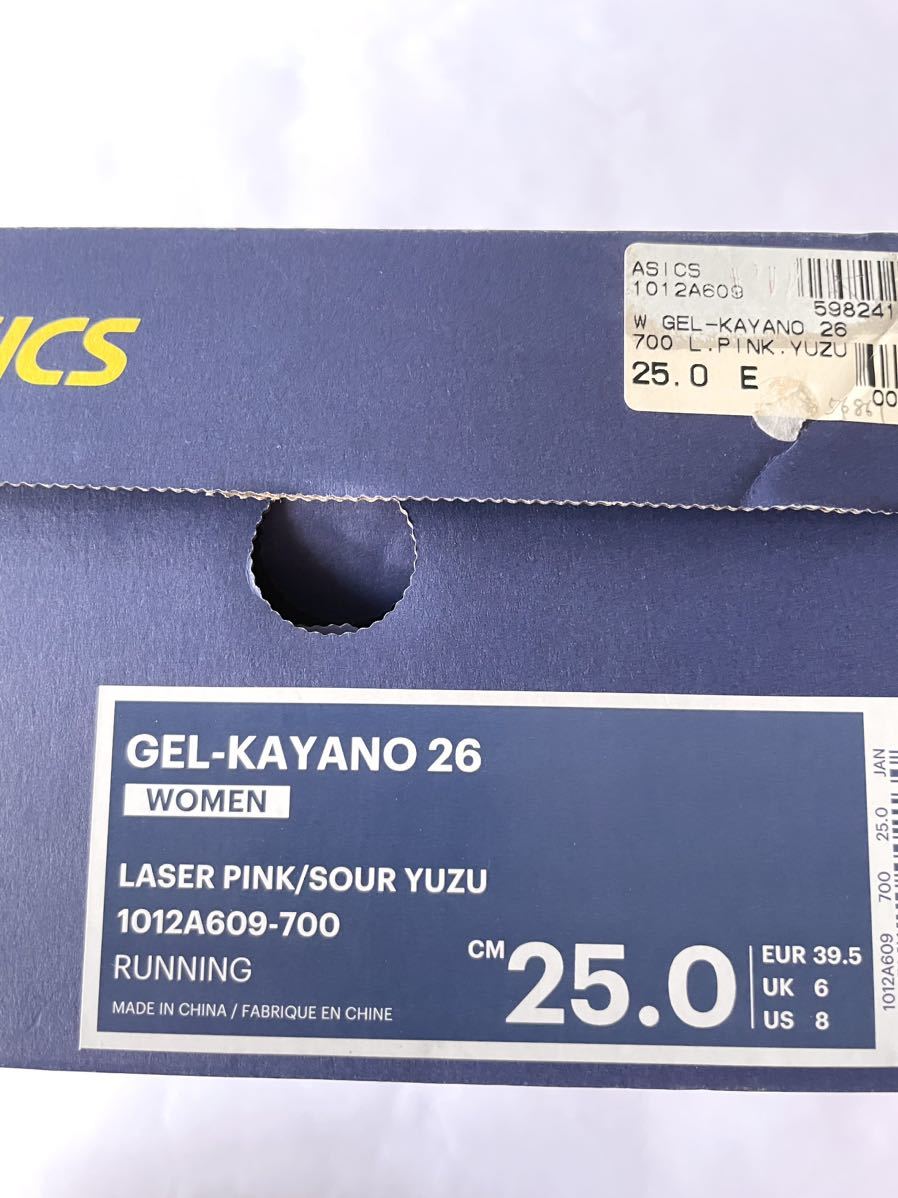 ICS
ASICS
1012A609
598241
W GEL-KAYANO 26
700 L.PINK.YUZU
25.0 E
00
GEL-KAYANO 26
WOMEN
LASER PINK/SOUR YUZU
1012A609-700
RUNNING
MADE IN CHINA / FABRIQUE EN CHINE
CM 25.0
EUR 39.5
UK 6
US 8
1012A609 700 25.0 JAN